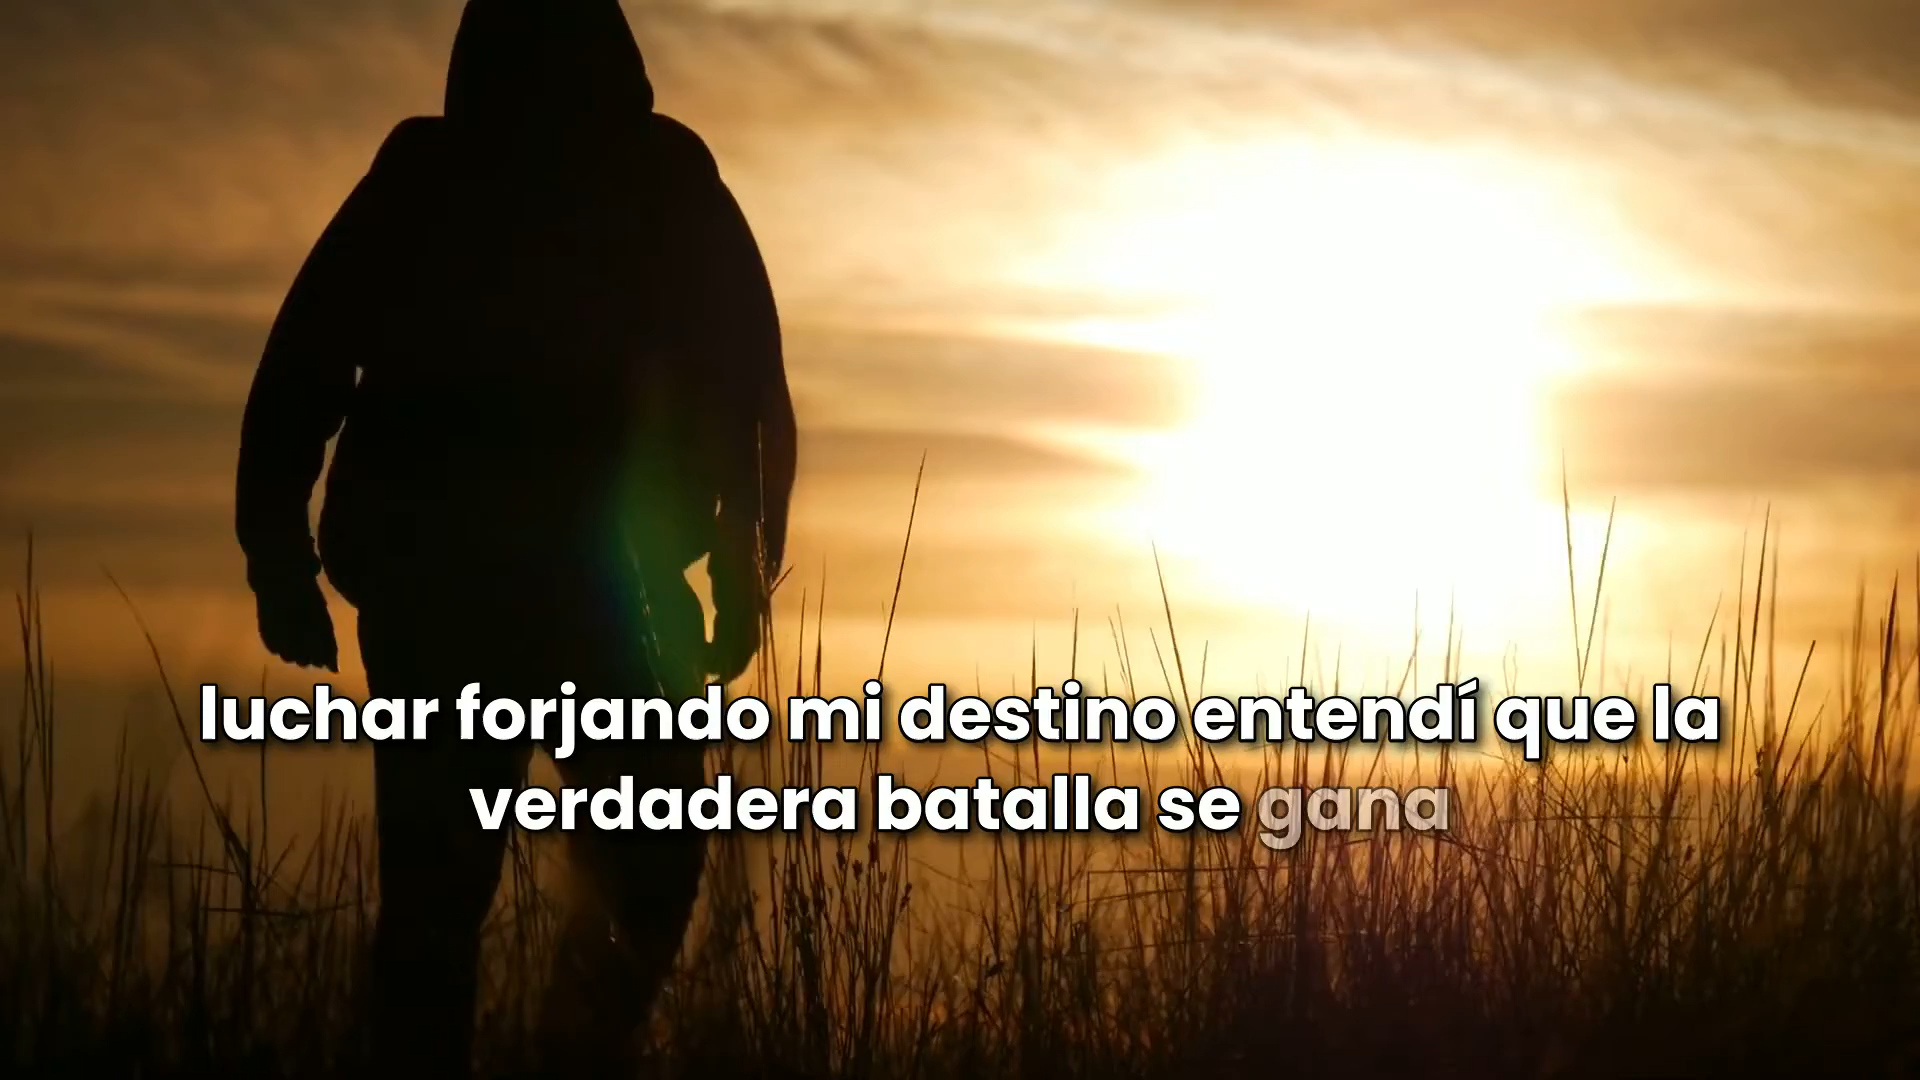 luchar forjando mi destino entendí que la
verdadera batalla se gana